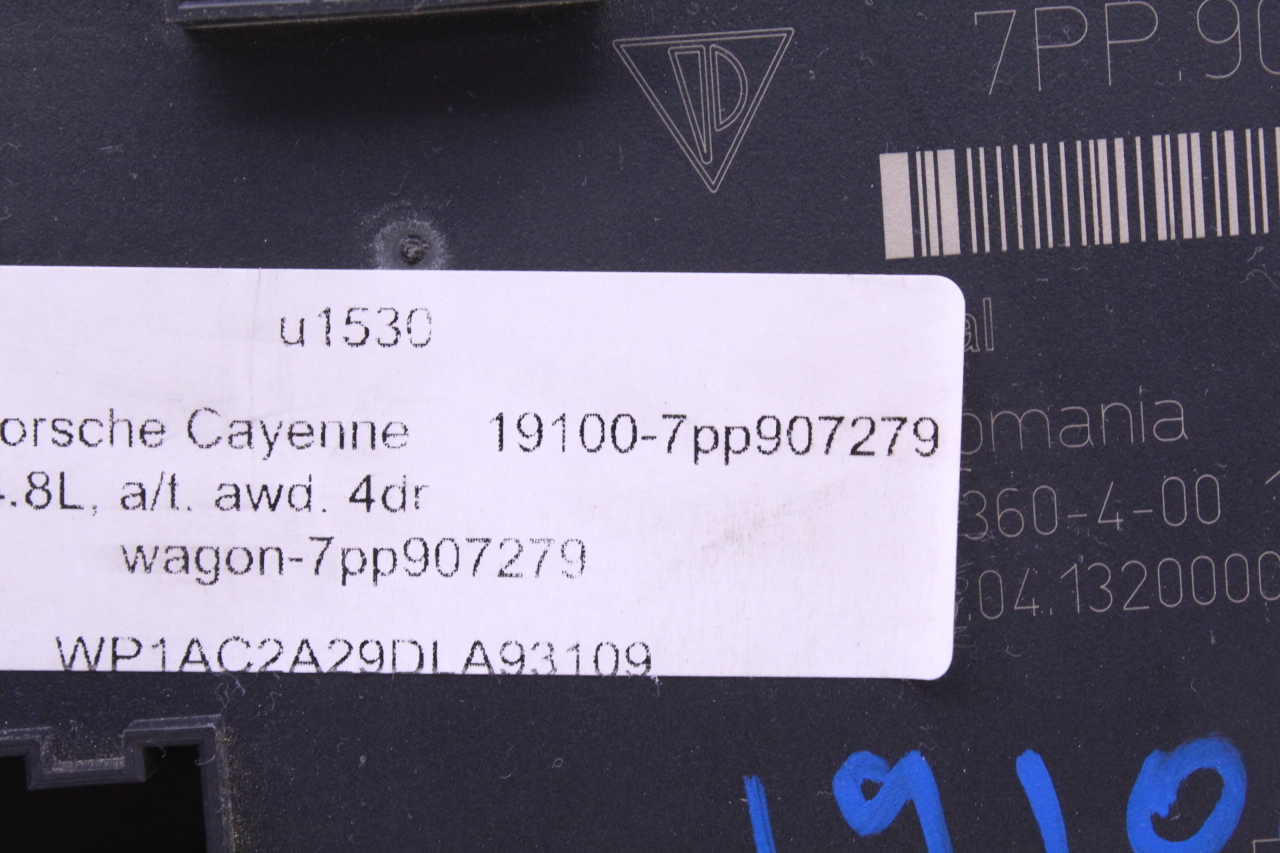 7PP.90
u1530
al
orsche Cayenne 19100-7pp907279
omania
.8L, a/t. awd. 4dr
360-4-00 1
wagon-7pp907279
04.1320000
WP1AC2A29DLA93109
1910